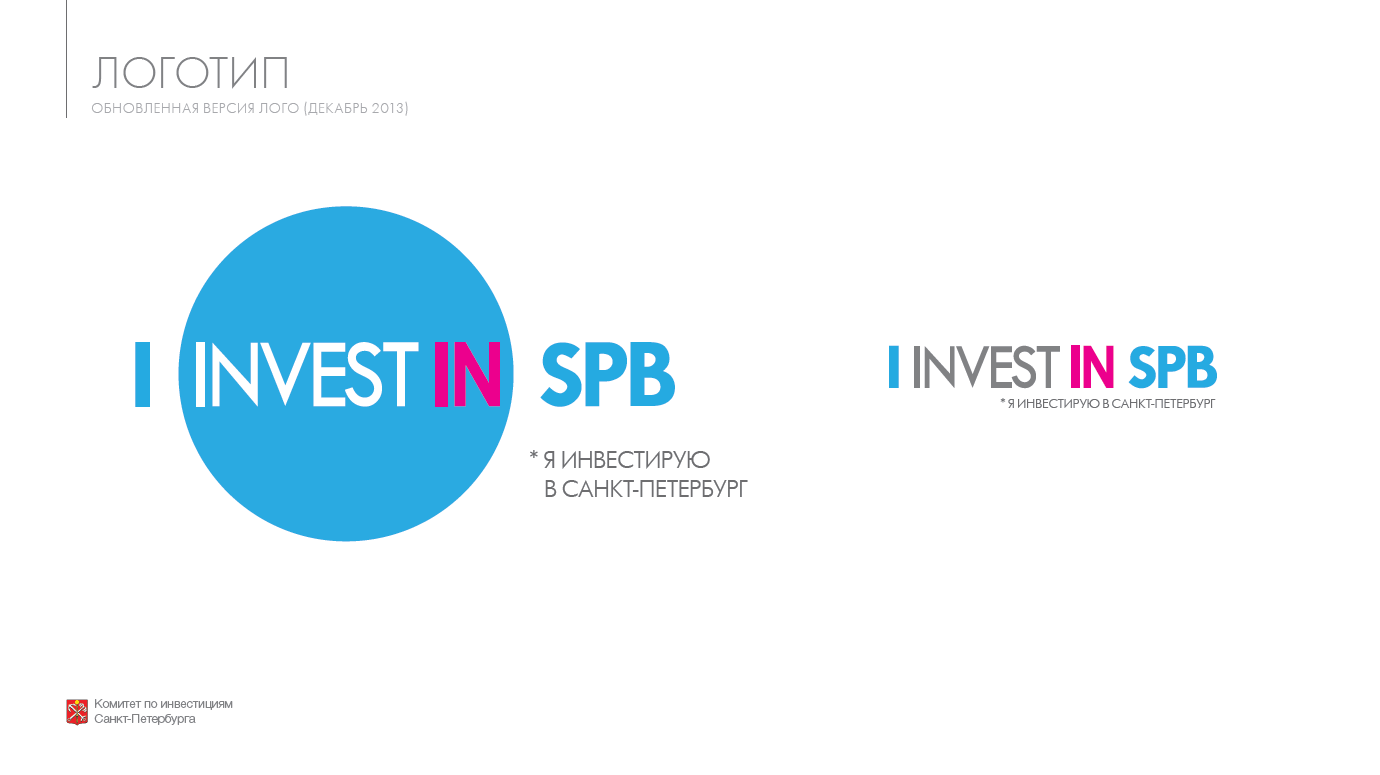 ЛОГОТИП
ОБНОВЛЕННАЯ ВЕРСИЯ ЛОГО (ДЕКАБРЬ 2013)
I INVEST IN SPB
* Я ИНВЕСТИРУЮ
В САНКТ-ПЕТЕРБУРГ
I INVEST IN SPB
* Я ИНВЕСТИРУЮ В САНКТ-ПЕТЕРБУРГ
Комитет по инвестициям
Санкт-Петербурга